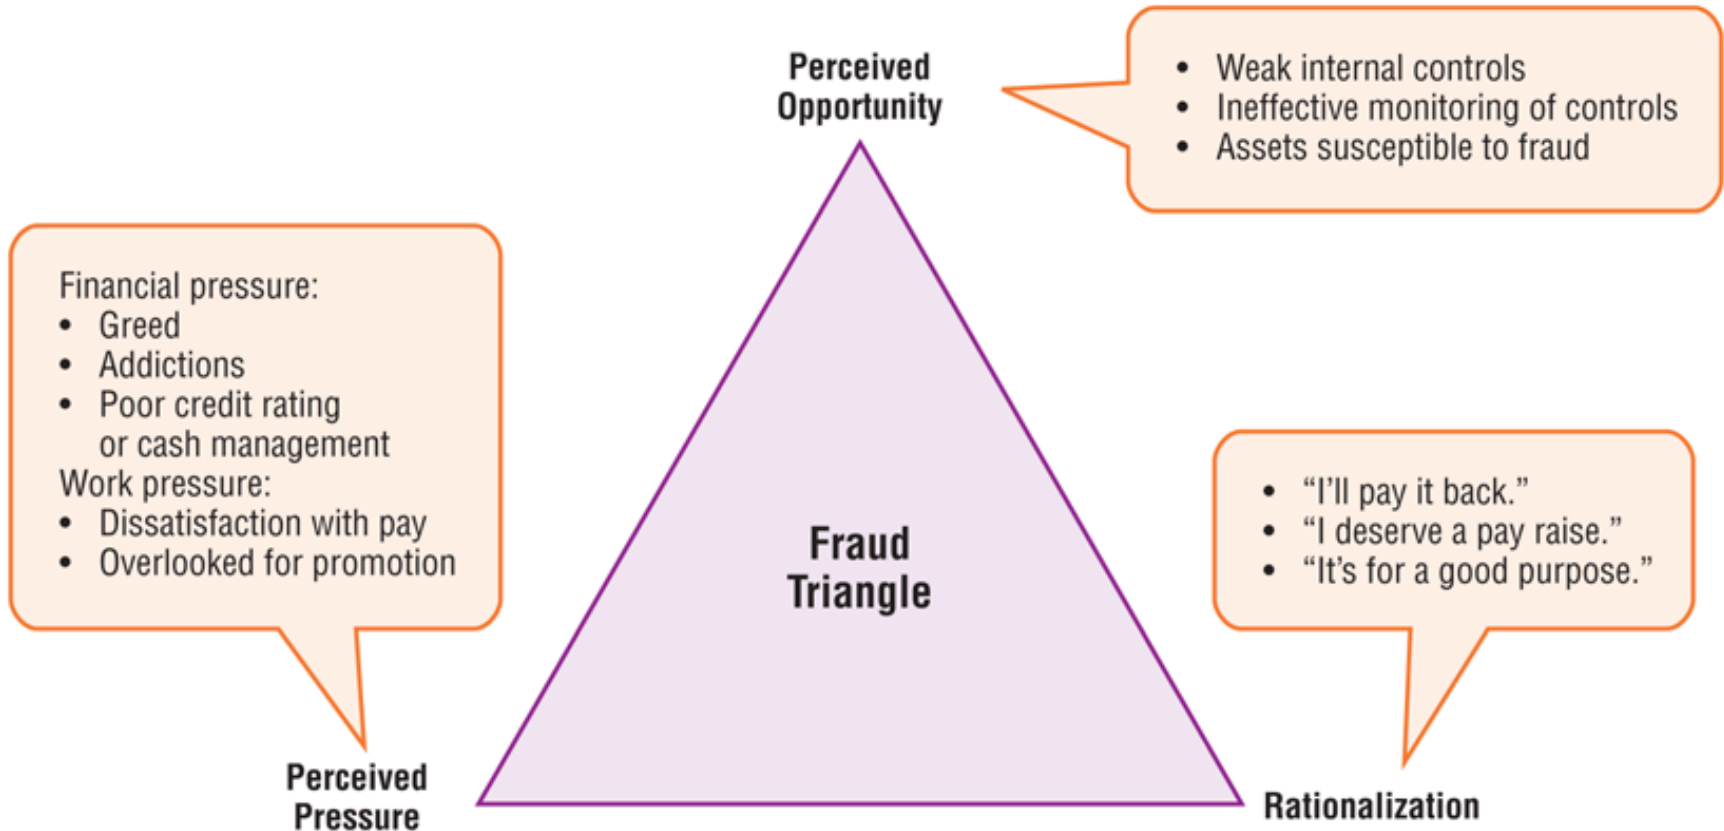 Perceived
Opportunity
• Weak internal controls
• Ineffective monitoring of controls
• Assets susceptible to fraud
Financial pressure:
• Greed
• Addictions
• Poor credit rating
or cash management
Work pressure:
• Dissatisfaction with pay
• Overlooked for promotion
Perceived
Pressure
Fraud
Triangle
• “I’ll pay it back.”
• “I deserve a pay raise.”
• “It’s for a good purpose.”
Rationalization